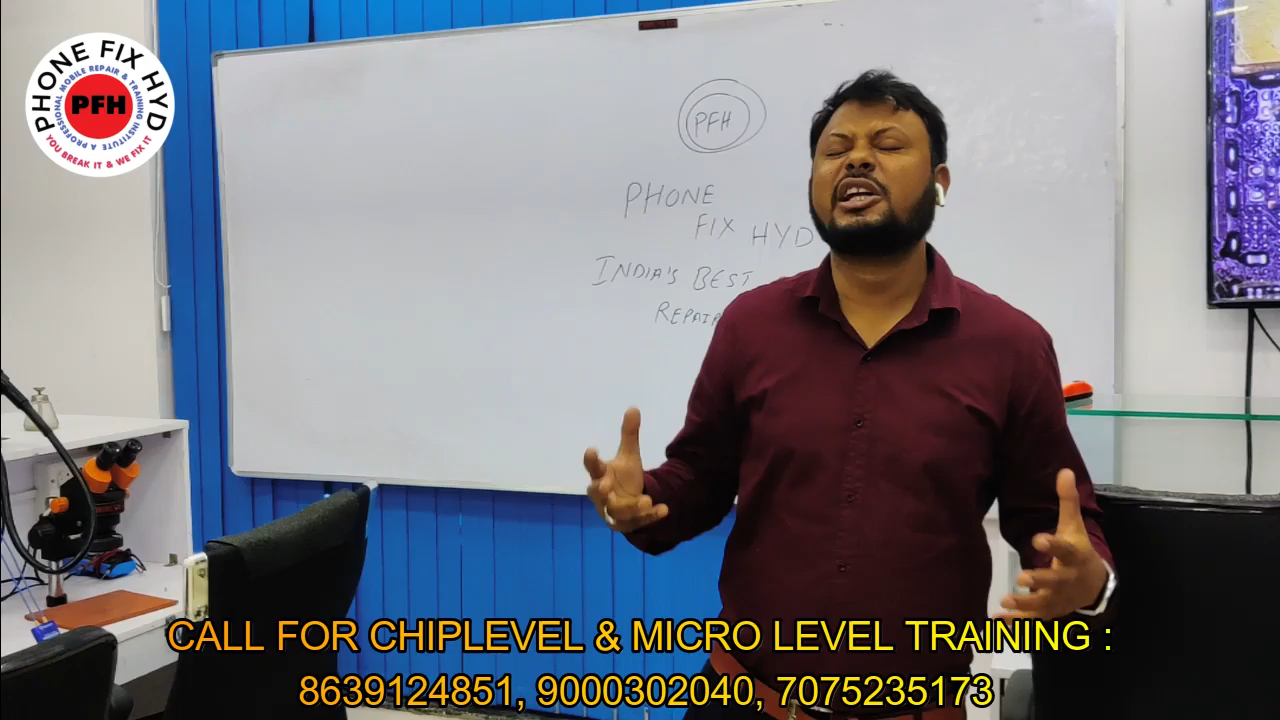 PHONE FIX HYD
A PROFESSIONAL MOBILE REPAIR & TRAINING INSTITUTE
PFH
YOU BREAK IT & WE FIX IT
PFH
PHONE
FIX HYD
INDIA'S BEST
REPAIR
CALL FOR CHIPLEVEL & MICRO LEVEL TRAINING :
8639124851, 9000302040, 7075235173